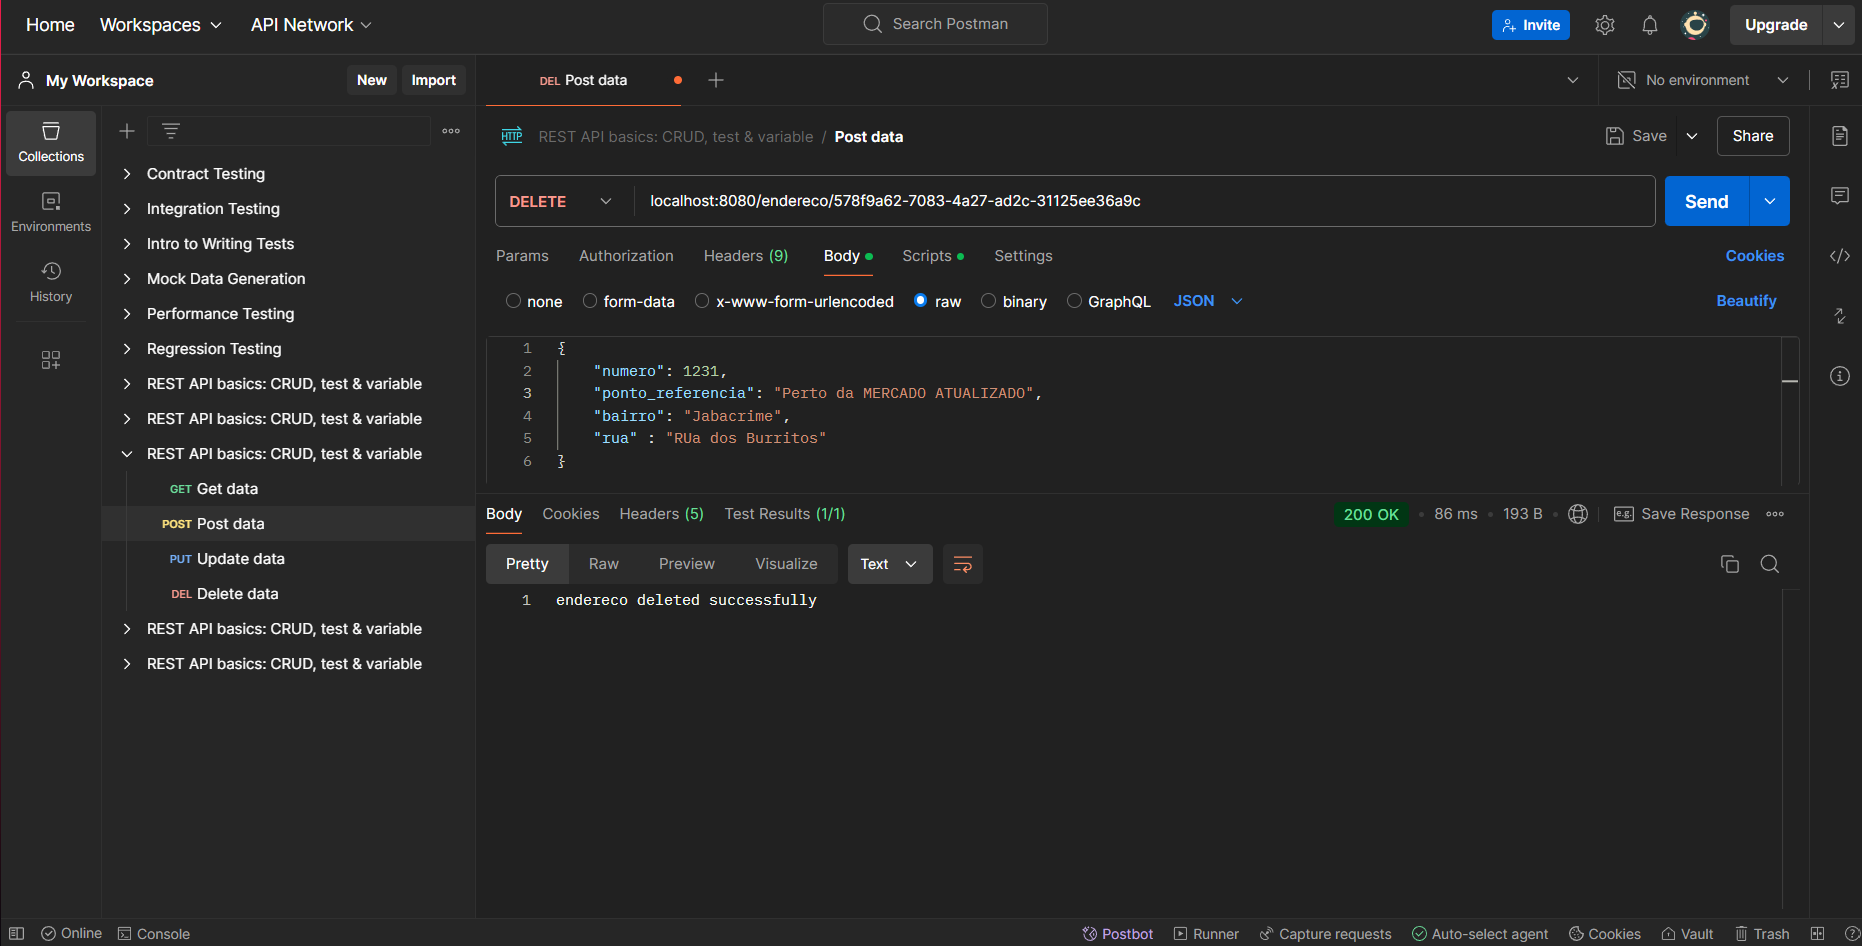 Home Workspaces API Network Search Postman Invite Upgrade
My Workspace New Import DEL Post data No environment
HTTP REST API basics: CRUD, test & variable / Post data Save Share
Collections
Environments
History
Contract Testing
Integration Testing
Intro to Writing Tests
Mock Data Generation
Performance Testing
Regression Testing
REST API basics: CRUD, test & variable
REST API basics: CRUD, test & variable
REST API basics: CRUD, test & variable
GET Get data
POST Post data
PUT Update data
DEL Delete data
REST API basics: CRUD, test & variable
REST API basics: CRUD, test & variable
DELETE localhost:8080/endereco/578f9a62-7083-4a27-ad2c-31125ee36a9c Send
Params Authorization Headers (9) Body Scripts Settings Cookies
none form-data x-www-form-urlencoded raw binary GraphQL JSON Beautify
1 {
2 "numero": 1231,
3 "ponto_referencia": "Perto da MERCADO ATUALIZADO",
4 "bairro": "Jabacrime",
5 "rua" : "RUa dos Burritos"
6 }
Body Cookies Headers (5) Test Results (1/1) 200 OK 86 ms 193 B e.g. Save Response
Pretty Raw Preview Visualize Text
1 endereco deleted successfully
Online Console Postbot Runner Capture requests Auto-select agent Cookies Vault Trash